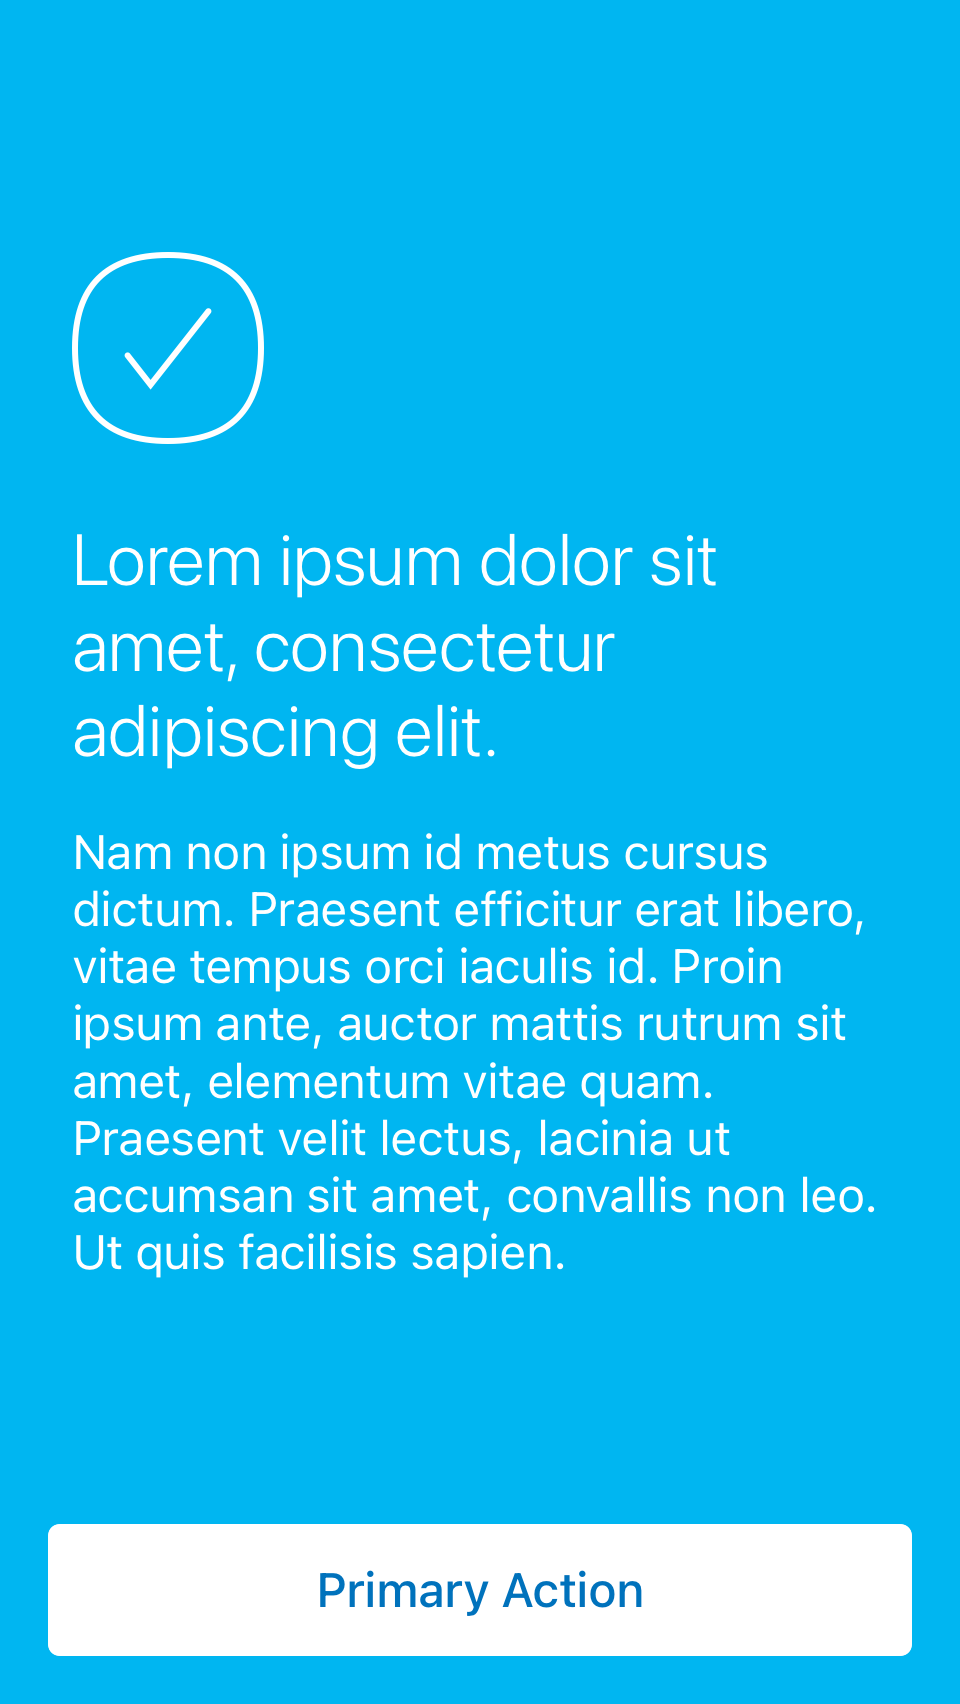 Lorem ipsum dolor sit
amet, consectetur
adipiscing elit.
Nam non ipsum id metus cursus
dictum. Praesent efficitur erat libero,
vitae tempus orci iaculis id. Proin
ipsum ante, auctor mattis rutrum sit
amet, elementum vitae quam.
Praesent velit lectus, lacinia ut
accumsan sit amet, convallis non leo.
Ut quis facilisis sapien.
Primary Action